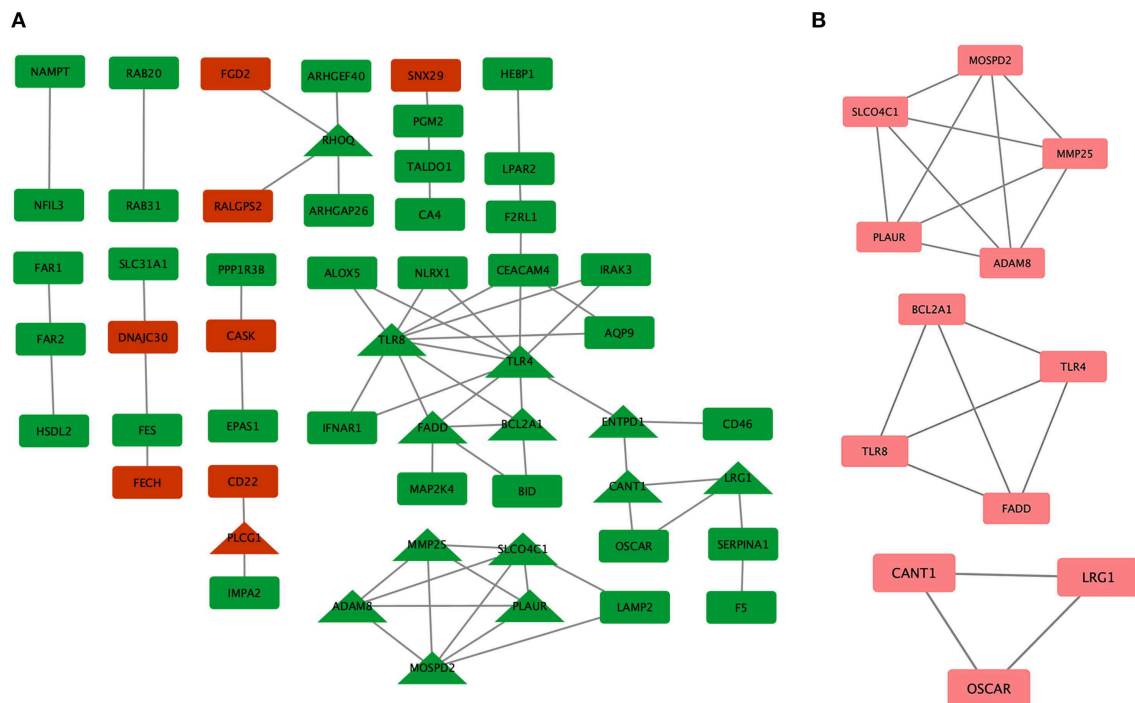 A
B
NAMPT
RAB20
FGD2
ARHGEF40
SNX29
HEBP1
PGM2
RHOQ
TALDO1
LPAR2
NFIL3
RAB31
RALGPS2
ARHGAP26
CA4
F2RL1
FAR1
SLC31A1
PPP1R3B
ALOX5
NLRX1
CEACAM4
IRAK3
FAR2
DNAJC30
CASK
TLR8
AQP9
TLR4
HSDL2
FES
EPAS1
IFNAR1
FADD
BCL2A1
ENTPD1
CD46
FECH
CD22
MAP2K4
BID
CANT1
LRG1
PLCG1
MMP25
SLCO4C1
OSCAR
SERPINA1
IMPA2
ADAM8
PLAUR
LAMP2
F5
MOSPD2
MOSPD2
SLCO4C1
MMP25
PLAUR
ADAM8
BCL2A1
TLR4
TLR8
FADD
CANT1
LRG1
OSCAR